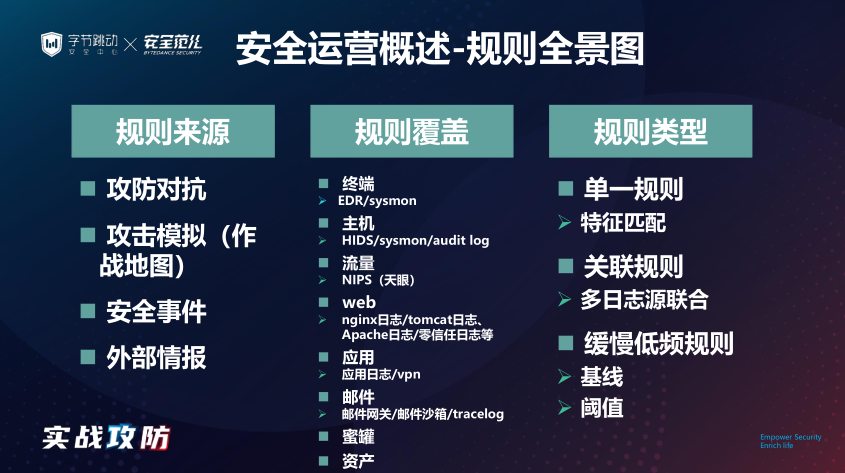 字节跳动
安全中心
安全范儿
BYTEDANCE SECURITY
安全运营概述-规则全景图
规则来源
攻防对抗
攻击模拟（作
战地图）
安全事件
外部情报
规则覆盖
终端
EDR/sysmon
主机
HIDS/sysmon/audit log
流量
NIPS（天眼）
web
nginx日志/tomcat日志、
Apache日志/零信任日志等
应用
应用日志/vpn
邮件
邮件网关/邮件沙箱/tracelog
蜜罐
资产
规则类型
单一规则
特征匹配
关联规则
多日志源联合
缓慢低频规则
基线
阈值
实战攻防
Empower Security
Enrich life